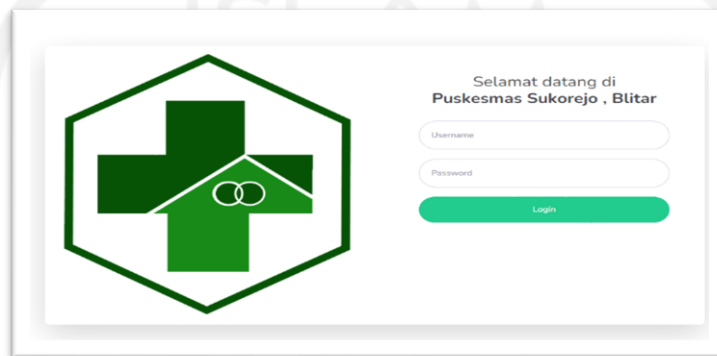 Selamat datang di
Puskesmas Sukorejo , Blitar
Username
Password
Login